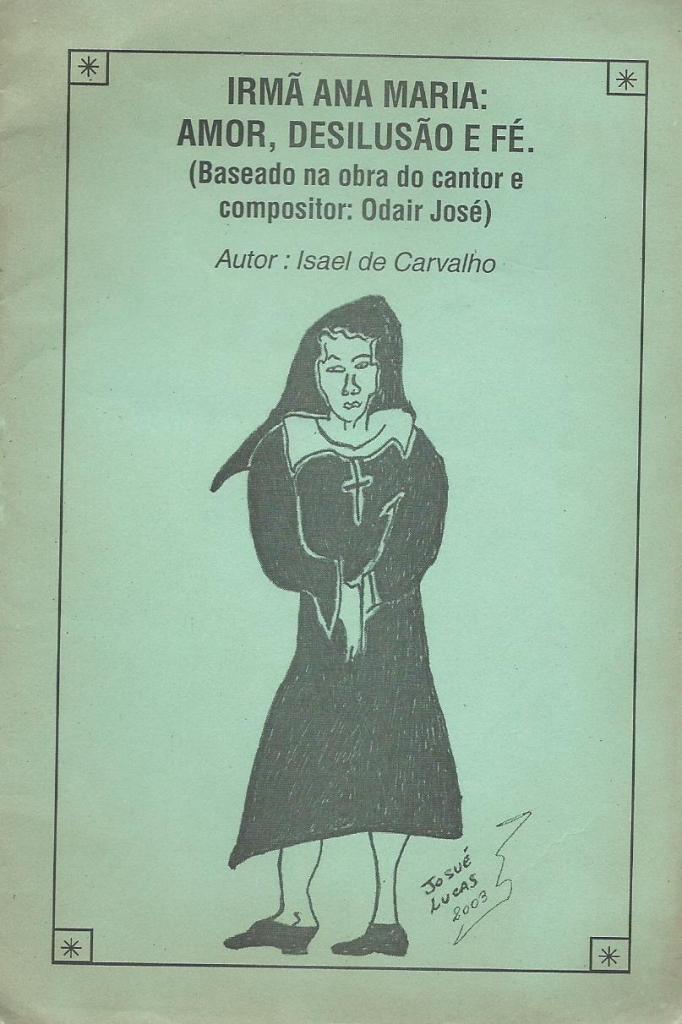 IRMÃ ANA MARIA:
AMOR, DESILUSÃO E FÉ.
(Baseado na obra do cantor e
compositor: Odair José)
Autor : Isael de Carvalho
JOSUÉ
LUCAS
2003